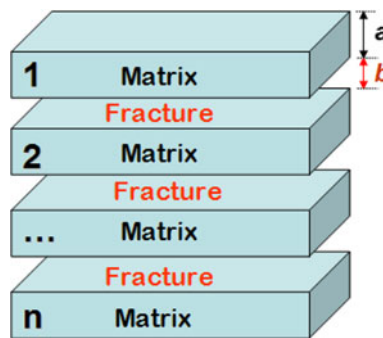 a
1 Matrix b
Fracture
2 Matrix
Fracture
... Matrix
Fracture
n Matrix